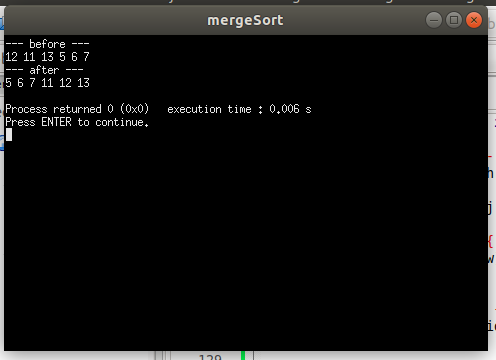 mergeSort
--- before ---
12 11 13 5 6 7
--- after ---
5 6 7 11 12 13
Process returned 0 (0x0)   execution time : 0.006 s
Press ENTER to continue.
129